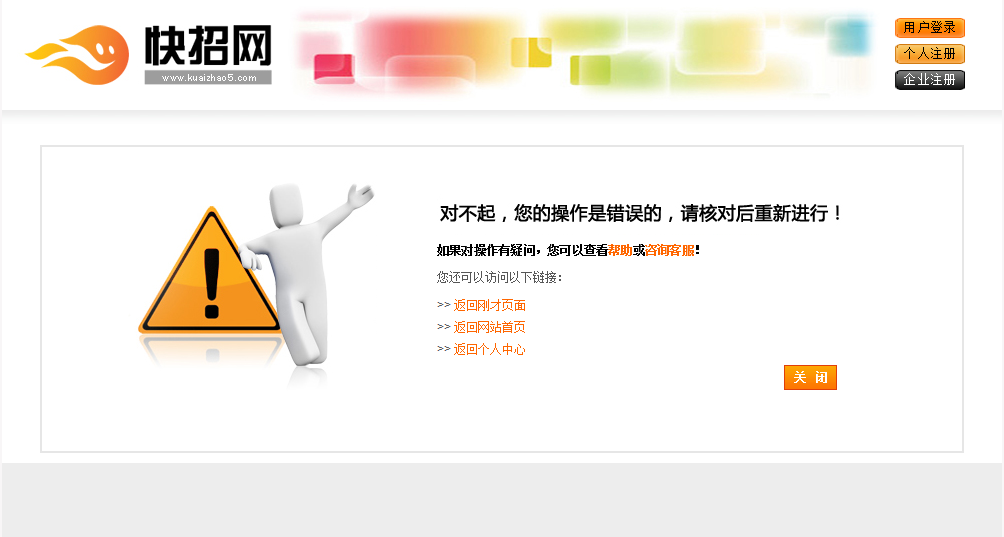 快招网
www.kuaizhao5.com
用户登录
个人注册
企业注册
对不起，您的操作是错误的，请核对后重新进行！
如果对操作有疑问，您可以查看帮助或咨询客服！
您还可以访问以下链接：
>> 返回刚才页面
>> 返回网站首页
>> 返回个人中心
关 闭